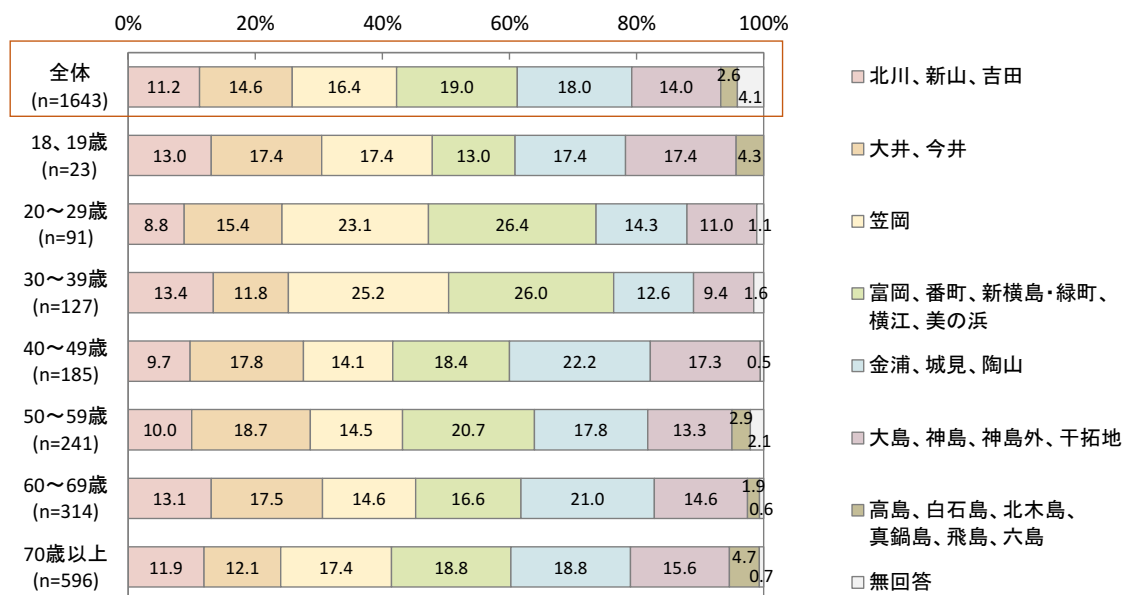 0% 20% 40% 60% 80% 100%
全体
(n=1643)
11.2 14.6 16.4 19.0 18.0 14.0 2.6 4.1
18、19歳
(n=23)
13.0 17.4 17.4 13.0 17.4 17.4 4.3
20～29歳
(n=91)
8.8 15.4 23.1 26.4 14.3 11.0 1.1
30～39歳
(n=127)
13.4 11.8 25.2 26.0 12.6 9.4 1.6
40～49歳
(n=185)
9.7 17.8 14.1 18.4 22.2 17.3 0.5
50～59歳
(n=241)
10.0 18.7 14.5 20.7 17.8 13.3 2.9 2.1
60～69歳
(n=314)
13.1 17.5 14.6 16.6 21.0 14.6 1.9 0.6
70歳以上
(n=596)
11.9 12.1 17.4 18.8 18.8 15.6 4.7 0.7
北川、新山、吉田
大井、今井
笠岡
富岡、番町、新横島・緑町、
横江、美の浜
金浦、城見、陶山
大島、神島、神島外、干拓地
高島、白石島、北木島、
真鍋島、飛島、六島
無回答